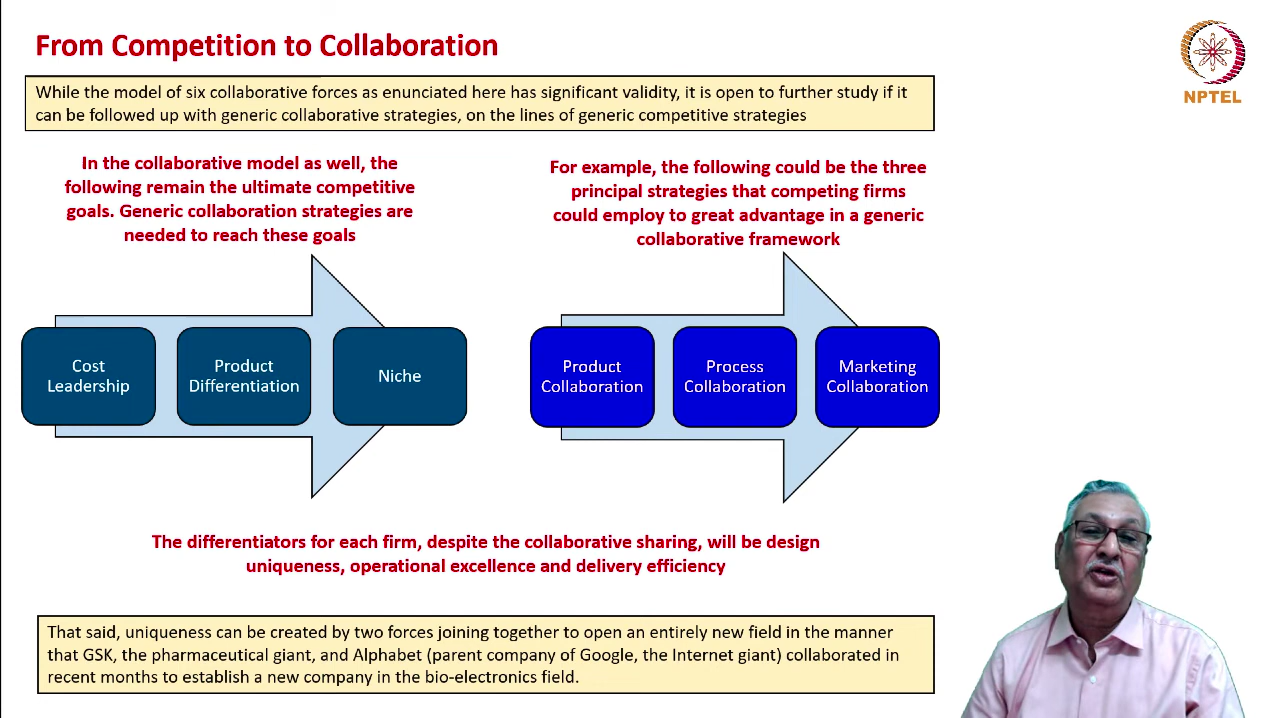 From Competition to Collaboration
NPTEL
While the model of six collaborative forces as enunciated here has significant validity, it is open to further study if it
can be followed up with generic collaborative strategies, on the lines of generic competitive strategies
In the collaborative model as well, the
following remain the ultimate competitive
goals. Generic collaboration strategies are
needed to reach these goals
Cost
Leadership
Product
Differentiation
Niche
For example, the following could be the three
principal strategies that competing firms
could employ to great advantage in a generic
collaborative framework
Product
Collaboration
Process
Collaboration
Marketing
Collaboration
The differentiators for each firm, despite the collaborative sharing, will be design
uniqueness, operational excellence and delivery efficiency
That said, uniqueness can be created by two forces joining together to open an entirely new field in the manner
that GSK, the pharmaceutical giant, and Alphabet (parent company of Google, the Internet giant) collaborated in
recent months to establish a new company in the bio-electronics field.